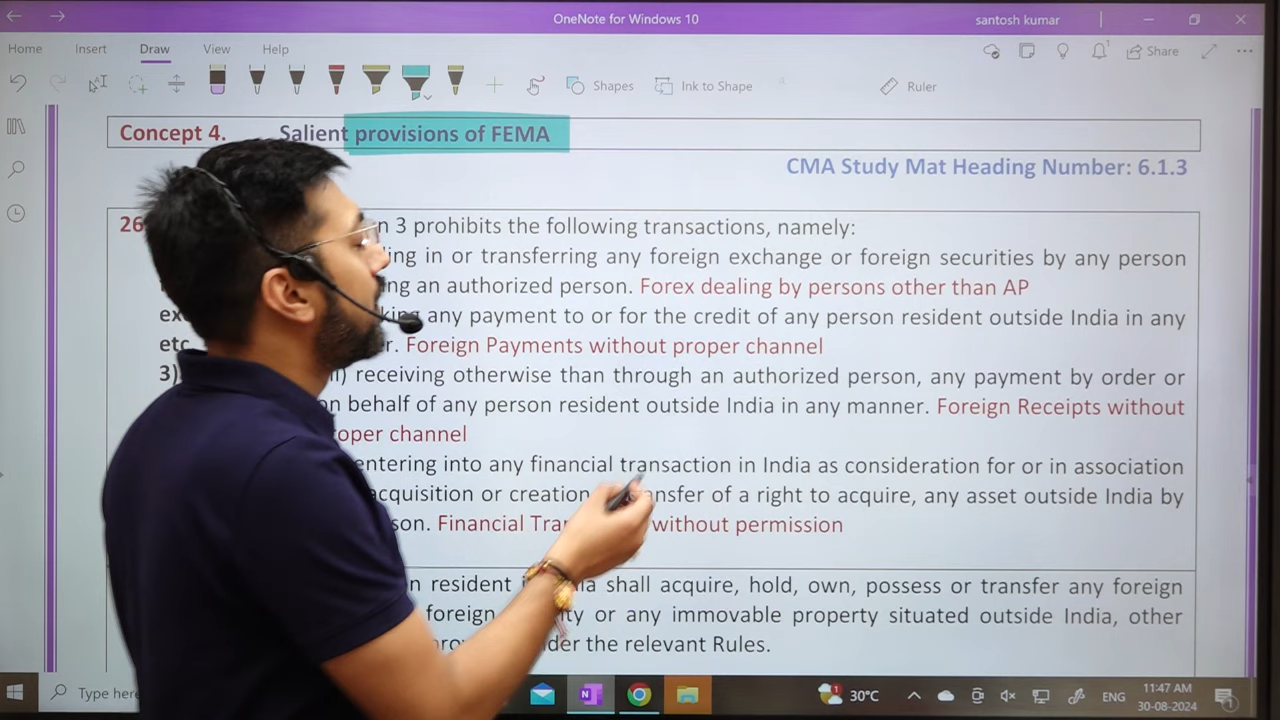 OneNote for Windows 10
santosh kumar
Home Insert Draw View Help
Share
Shapes Ink to Shape Ruler
Concept 4. Salient provisions of FEMA
CMA Study Mat Heading Number: 6.1.3
26 n 3 prohibits the following transactions, namely:
ing in or transferring any foreign exchange or foreign securities by any person
ng an authorized person. Forex dealing by persons other than AP
ex king any payment to or for the credit of any person resident outside India in any
etc r. Foreign Payments without proper channel
3) i) receiving otherwise than through an authorized person, any payment by order or
on behalf of any person resident outside India in any manner. Foreign Receipts without
roper channel
entering into any financial transaction in India as consideration for or in association
acquisition or creation ansfer of a right to acquire, any asset outside India by
son. Financial Tra without permission
n resident i ia shall acquire, hold, own, possess or transfer any foreign
foreign ity or any immovable property situated outside India, other
pro der the relevant Rules.
Type here
30°C
ENG
11:47 AM
30-08-2024